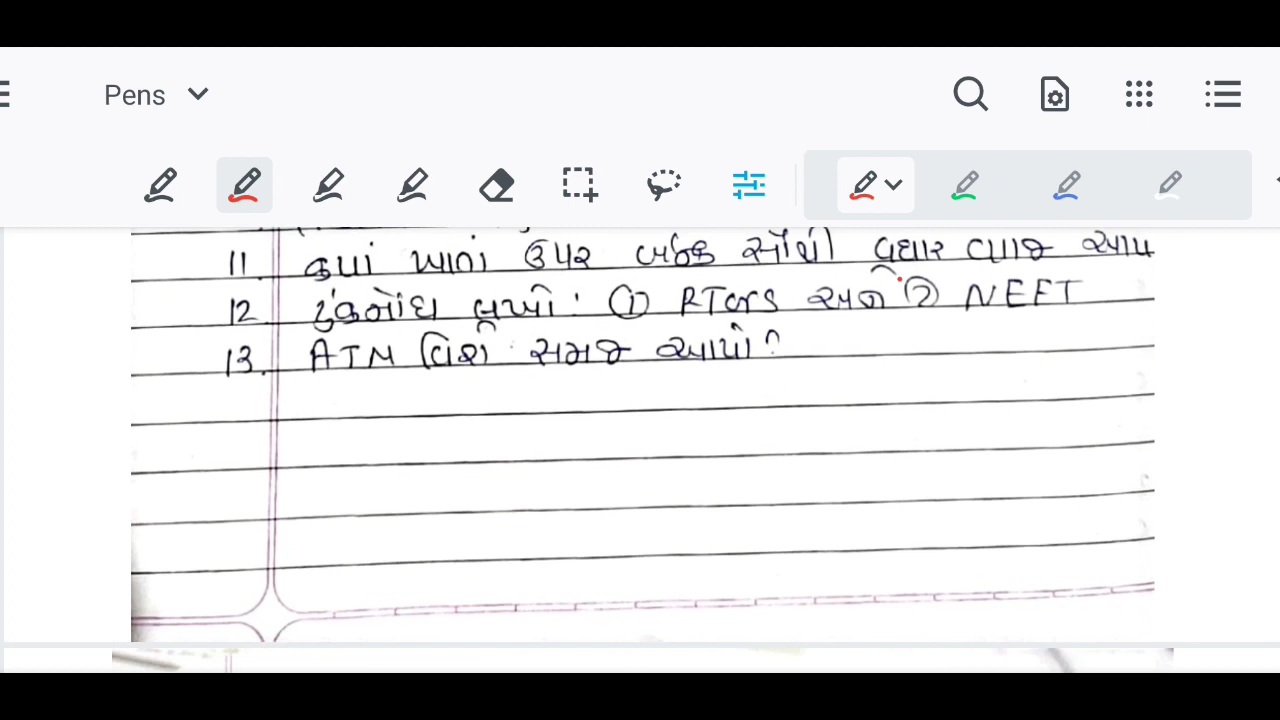 Pens
11. કયાં ખાતાં ઉપર બેંક સૌથી વધાર વ્યાજ આપ
12 ટુંકનોંધ લખો: ① RTGS અને ② NEFT
13. ATM વિશે સમજ આપો?